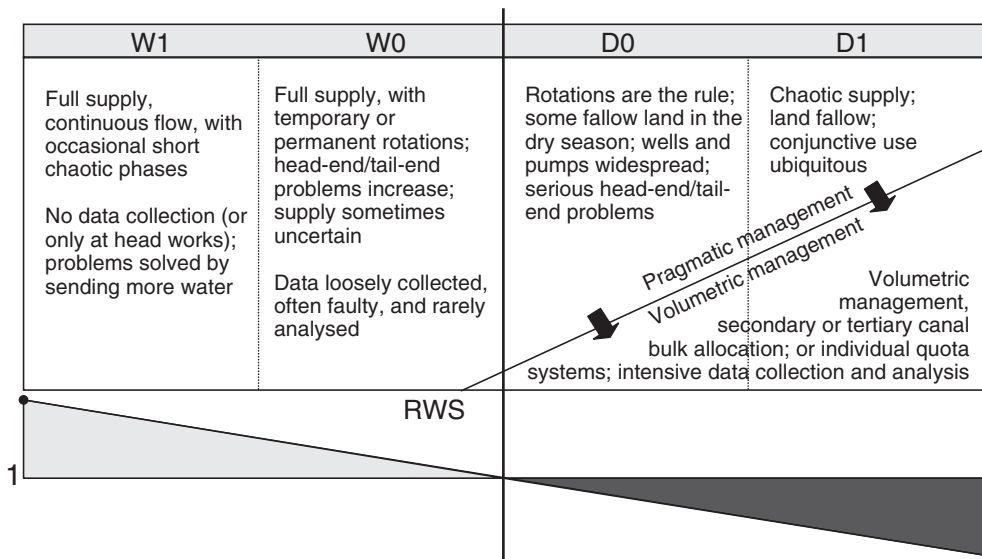 W1
W0
D0
D1
Full supply,
continuous flow, with
occasional short
chaotic phases
No data collection (or
only at head works);
problems solved by
sending more water
Full supply, with
temporary or
permanent rotations;
head-end/tail-end
problems increase;
supply sometimes
uncertain
Data loosely collected,
often faulty, and rarely
analysed
Rotations are the rule;
some fallow land in the
dry season; wells and
pumps widespread;
serious head-end/tail-
end problems
Chaotic supply;
land fallow;
conjunctive use
ubiquitous
Pragmatic management
Volumetric management
Volumetric
management,
secondary or tertiary canal
bulk allocation; or individual quota
systems; intensive data collection and analysis
RWS
1